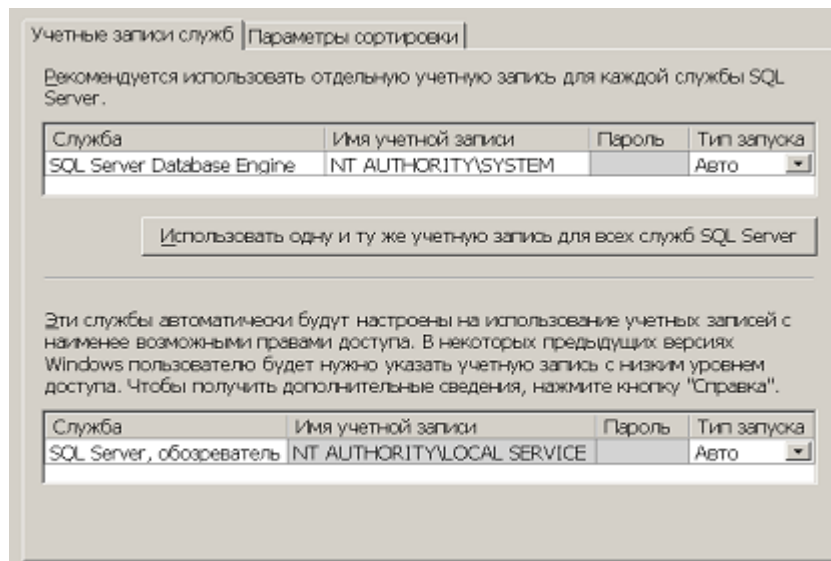 Учетные записи служб Параметры сортировки
Рекомендуется использовать отдельную учетную запись для каждой службы SQL
Server.
Служба Имя учетной записи Пароль Тип запуска
SQL Server Database Engine NT AUTHORITY\SYSTEM Авто
Использовать одну и ту же учетную запись для всех служб SQL Server
Эти службы автоматически будут настроены на использование учетных записей с
наименее возможными правами доступа. В некоторых предыдущих версиях
Windows пользователю будет нужно указать учетную запись с низким уровнем
доступа. Чтобы получить дополнительные сведения, нажмите кнопку "Справка".
Служба Имя учетной записи Пароль Тип запуска
SQL Server, обозреватель NT AUTHORITY\LOCAL SERVICE Авто